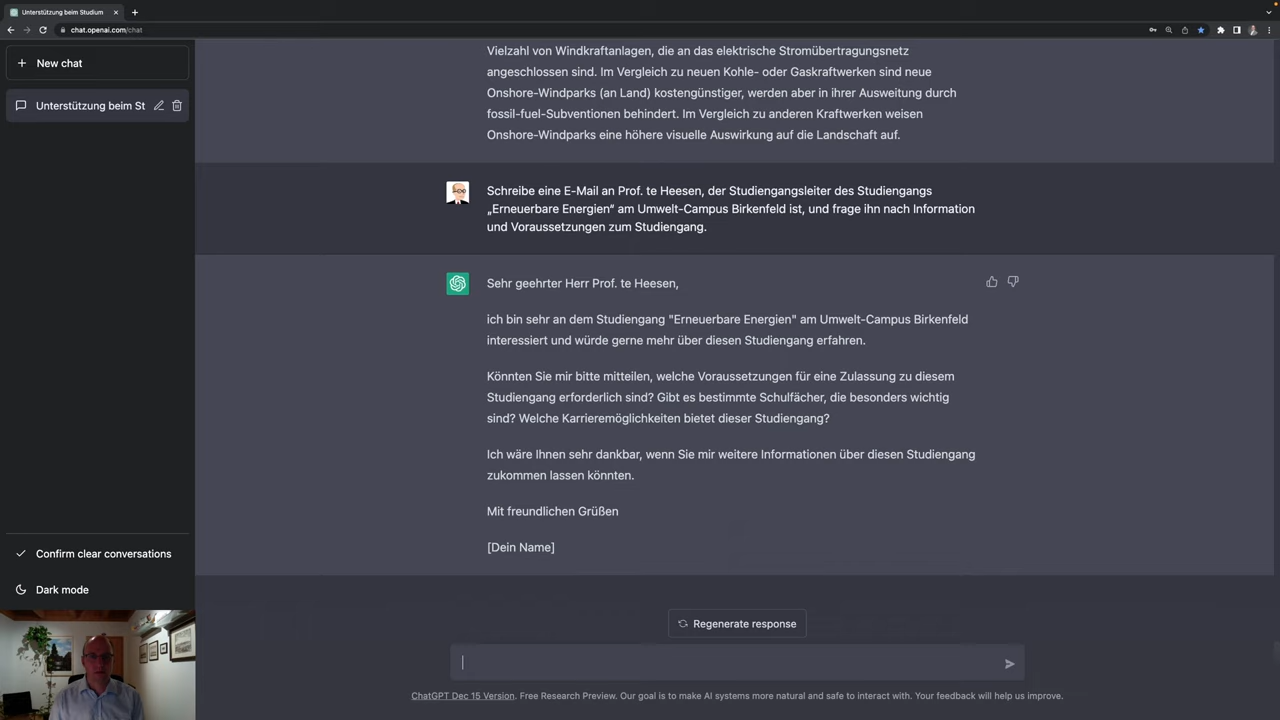 Unterstützung beim Studium
chat.openai.com/chat
New chat
Unterstützung beim St
Vielzahl von Windkraftanlagen, die an das elektrische Stromübertragungsnetz
angeschlossen sind. Im Vergleich zu neuen Kohle- oder Gaskraftwerken sind neue
Onshore-Windparks (an Land) kostengünstiger, werden aber in ihrer Ausweitung durch
fossil-fuel-Subventionen behindert. Im Vergleich zu anderen Kraftwerken weisen
Onshore-Windparks eine höhere visuelle Auswirkung auf die Landschaft auf.
Schreibe eine E-Mail an Prof. te Heesen, der Studiengangsleiter des Studiengangs
„Erneuerbare Energien“ am Umwelt-Campus Birkenfeld ist, und frage ihn nach Information
und Voraussetzungen zum Studiengang.
Sehr geehrter Herr Prof. te Heesen,
ich bin sehr an dem Studiengang "Erneuerbare Energien" am Umwelt-Campus Birkenfeld
interessiert und würde gerne mehr über diesen Studiengang erfahren.
Könnten Sie mir bitte mitteilen, welche Voraussetzungen für eine Zulassung zu diesem
Studiengang erforderlich sind? Gibt es bestimmte Schulfächer, die besonders wichtig
sind? Welche Karrieremöglichkeiten bietet dieser Studiengang?
Ich wäre Ihnen sehr dankbar, wenn Sie mir weitere Informationen über diesen Studiengang
zukommen lassen könnten.
Mit freundlichen Grüßen
[Dein Name]
Confirm clear conversations
Dark mode
Regenerate response
ChatGPT Dec 15 Version. Free Research Preview. Our goal is to make AI systems more natural and safe to interact with. Your feedback will help us improve.